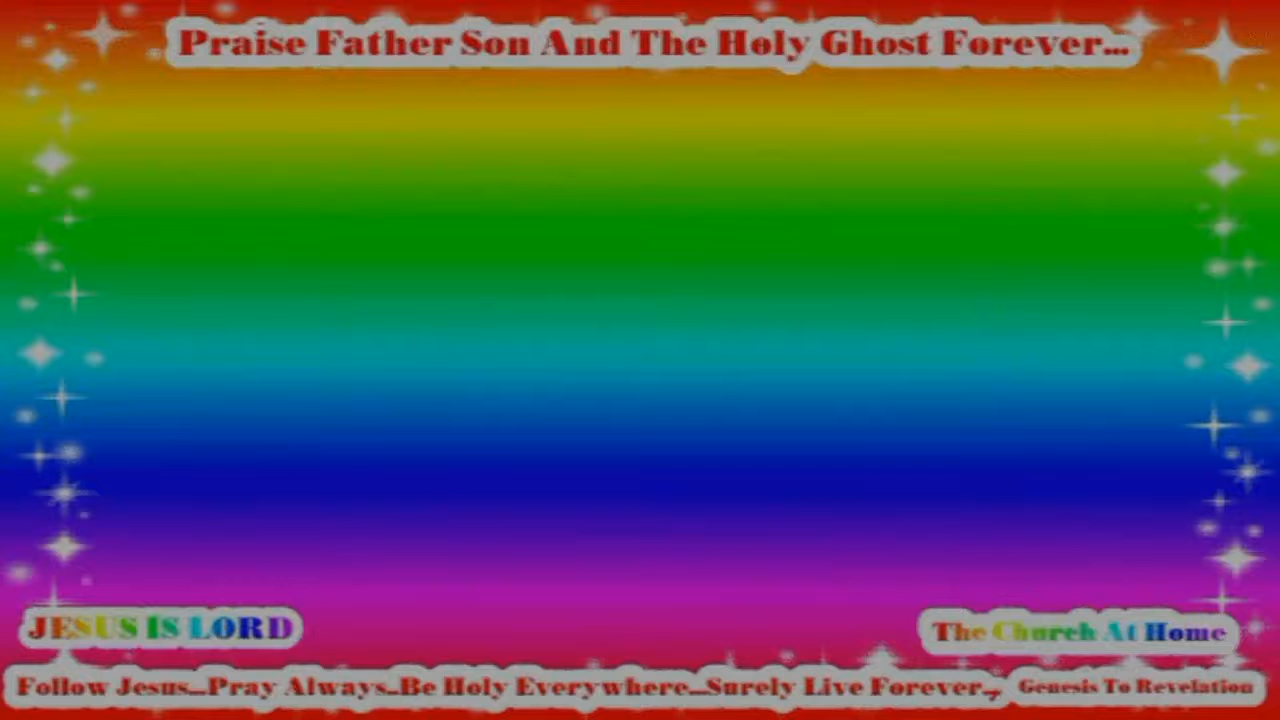 Praise Father Son And The Holy Ghost Forever...
JESUS IS LORD
The Church At Home
Follow Jesus...Pray Always..Be Holy Everywhere...Surely Live Forever.,, Genesis To Revelation